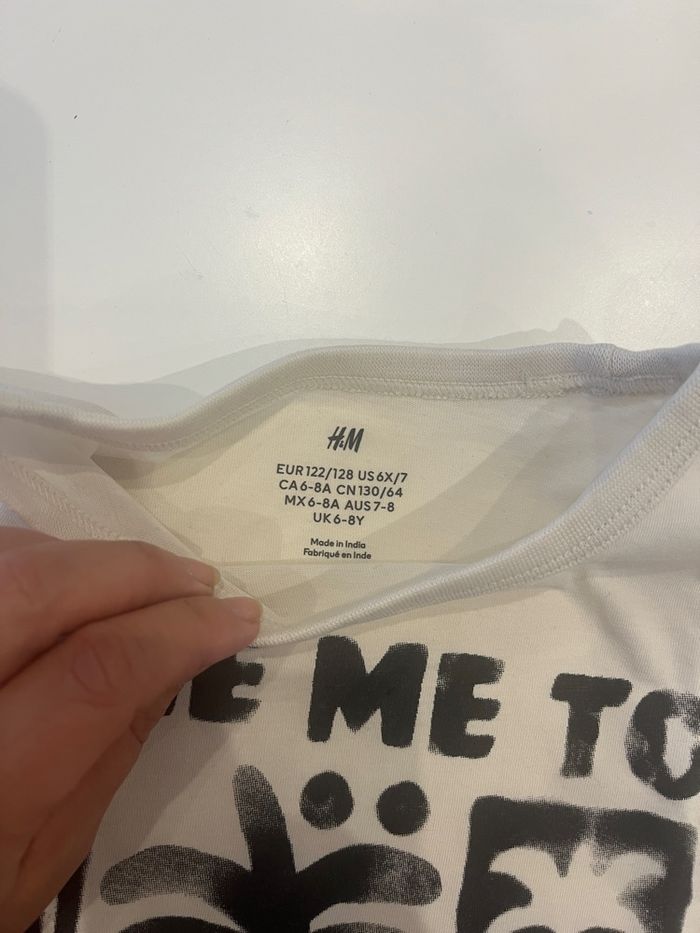 H&M
EUR 122/128 US 6X/7
CA 6-8A CN 130/64
MX 6-8A AUS 7-8
UK 6-8Y
Made in India
Fabriqué en Inde
ME TO